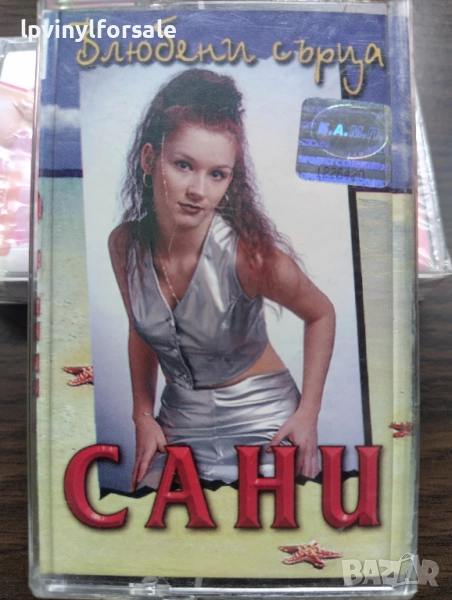 lpvinylforsale
Влюбени сърца
Б.А.М.П.
САНИ
BAZAR